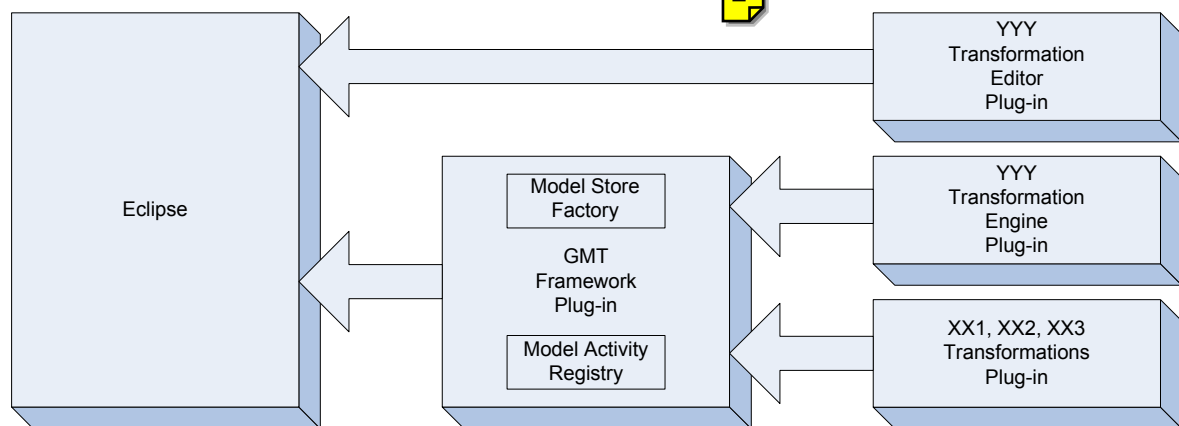 Eclipse
YYY
Transformation
Editor
Plug-in
Model Store
Factory
GMT
Framework
Plug-in
Model Activity
Registry
YYY
Transformation
Engine
Plug-in
XX1, XX2, XX3
Transformations
Plug-in